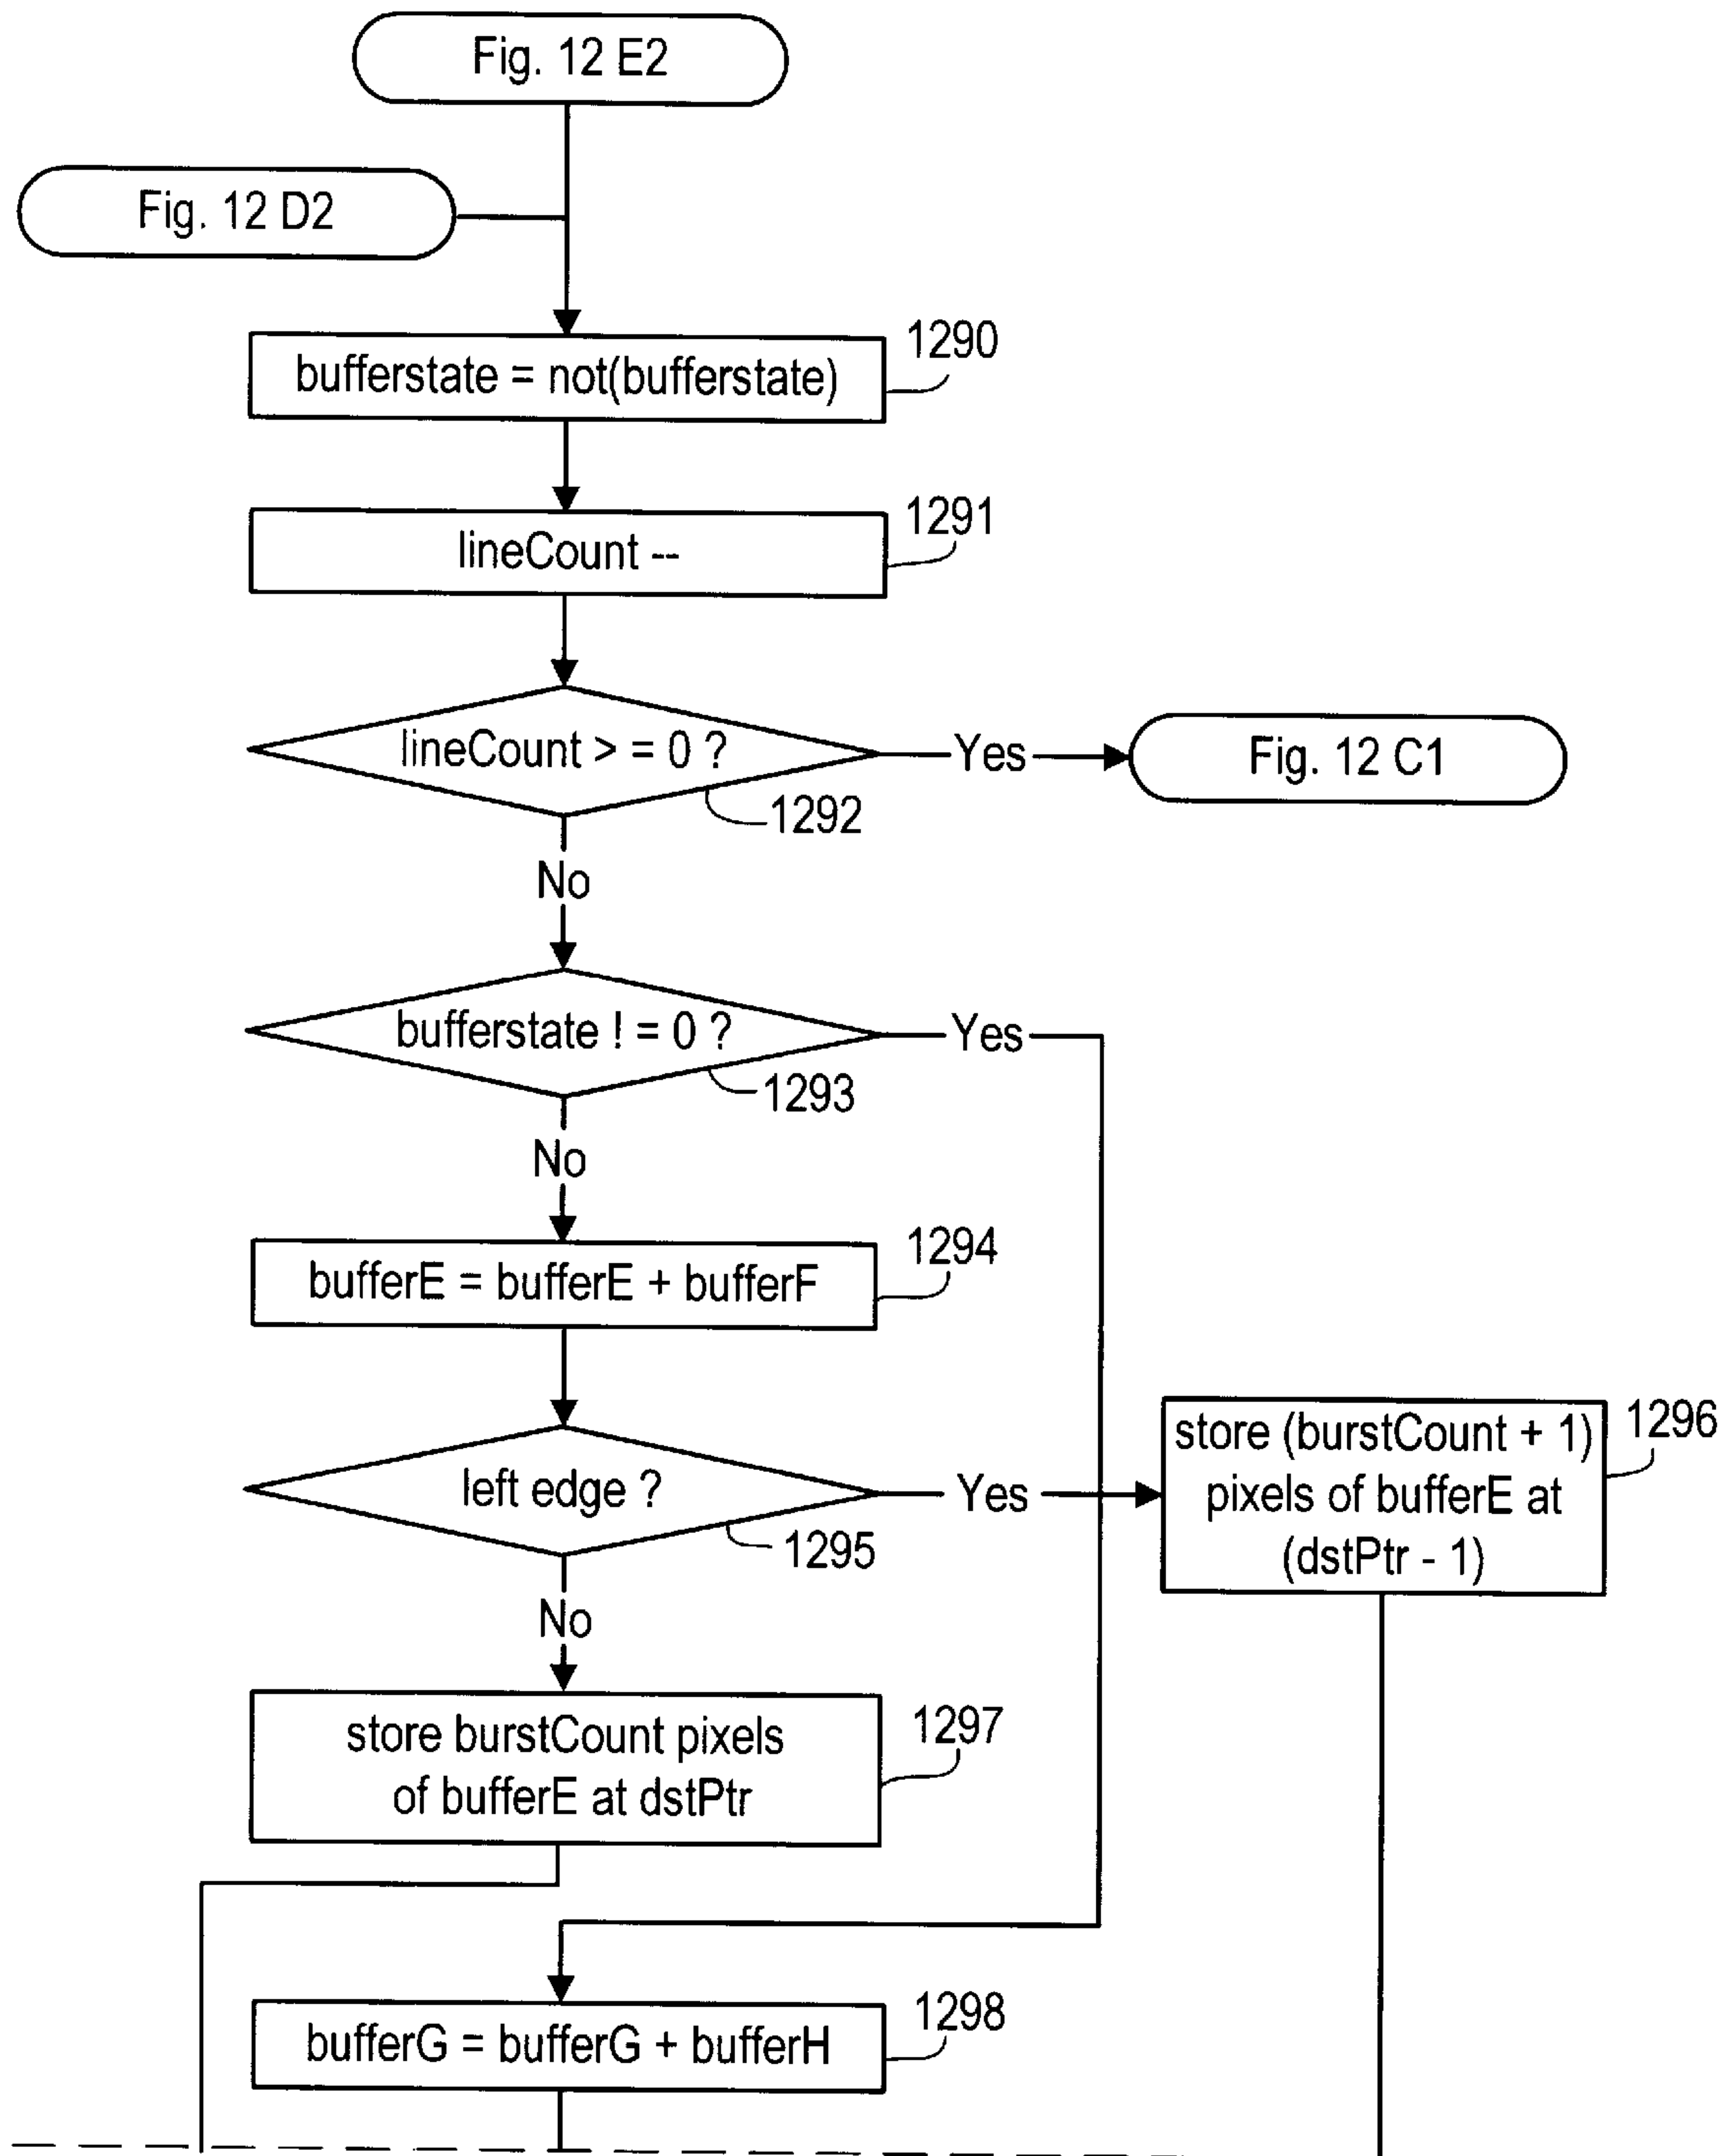 Fig. 12 E2
Fig. 12 D2
1290
bufferstate = not(bufferstate)
1291
lineCount --
lineCount > = 0 ?
Yes
Fig. 12 C1
1292
No
bufferstate ! = 0 ?
Yes
1293
No
1294
bufferE = bufferE + bufferF
left edge ?
Yes
1295
store (burstCount + 1)
pixels of bufferE at
(dstPtr - 1)
1296
No
store burstCount pixels
of bufferE at dstPtr
1297
1298
bufferG = bufferG + bufferH